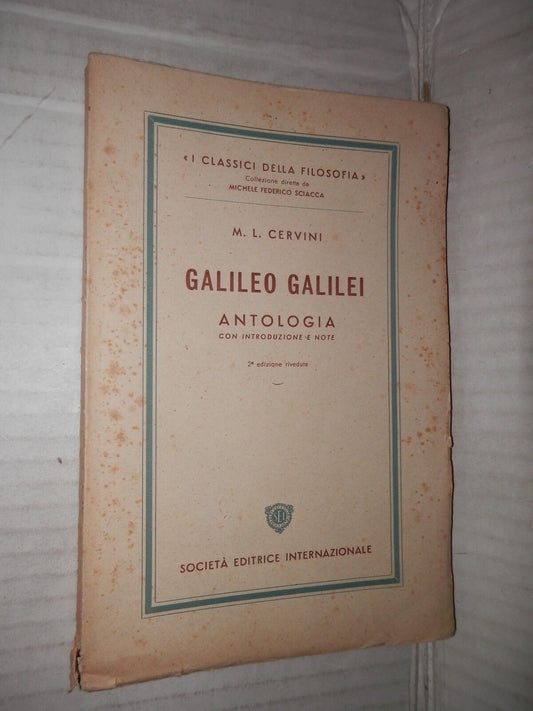 « I CLASSICI DELLA FILOSOFIA »
Collezione diretta da
MICHELE FEDERICO SCIACCA
M. L. CERVINI
GALILEO GALILEI
ANTOLOGIA
CON INTRODUZIONE E NOTE
2ª edizione riveduta
SEI
SOCIETÀ EDITRICE INTERNAZIONALE